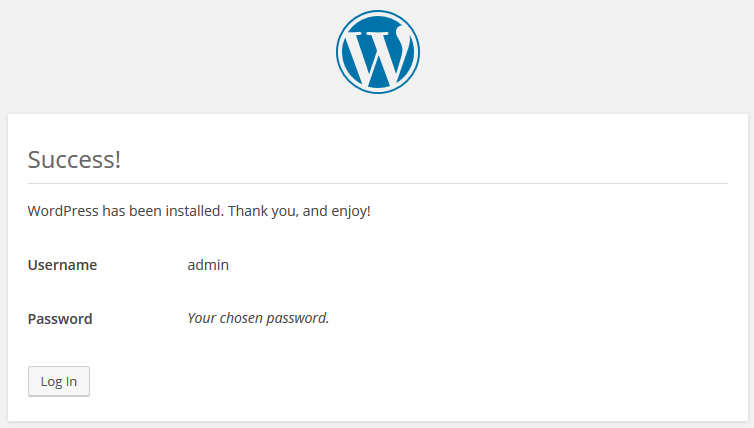 Success!
WordPress has been installed. Thank you, and enjoy!
Username admin
Password Your chosen password.
Log In